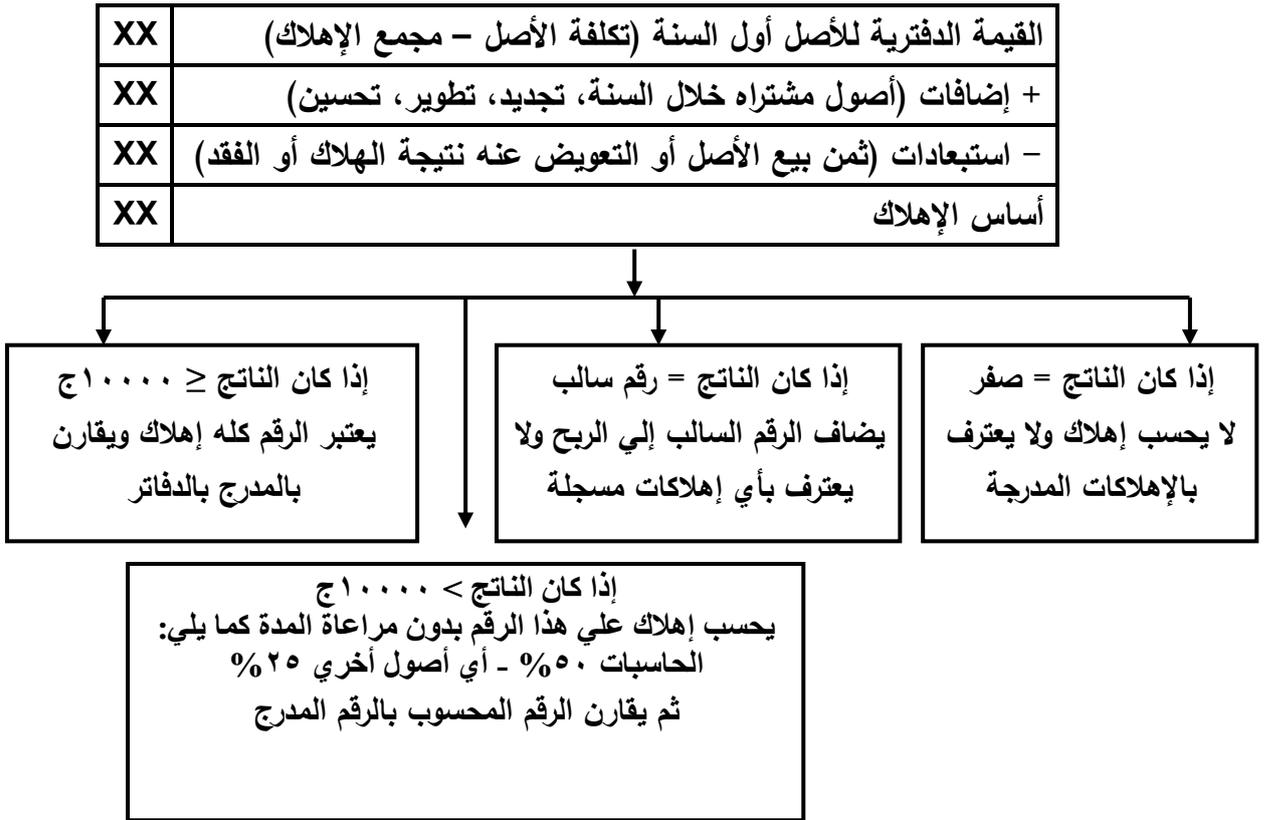 القيمة الدفترية للأصل أول السنة (تكلفة الأصل – مجمع الإهلاك) XX
+ إضافات (أصول مشتراه خلال السنة، تجديد، تطوير، تحسين) XX
– استبعادات (ثمن بيع الأصل أو التعويض عنه نتيجة الهلاك أو الفقد) XX
أساس الإهلاك XX
إذا كان الناتج = صفر
لا يحسب إهلاك ولا يعترف
بالإهلاكات المدرجة
إذا كان الناتج = رقم سالب
يضاف الرقم السالب إلي الربح ولا
يعترف بأي إهلاكات مسجلة
إذا كان الناتج ≤ ١٠٠٠٠ج
يعتبر الرقم كله إهلاك ويقارن
بالمدرج بالدفاتر
إذا كان الناتج > ١٠٠٠٠ج
يحسب إهلاك علي هذا الرقم بدون مراعاة المدة كما يلي:
الحاسبات ٥٠% - أي أصول أخري ٢٥%
ثم يقارن الرقم المحسوب بالرقم المدرج